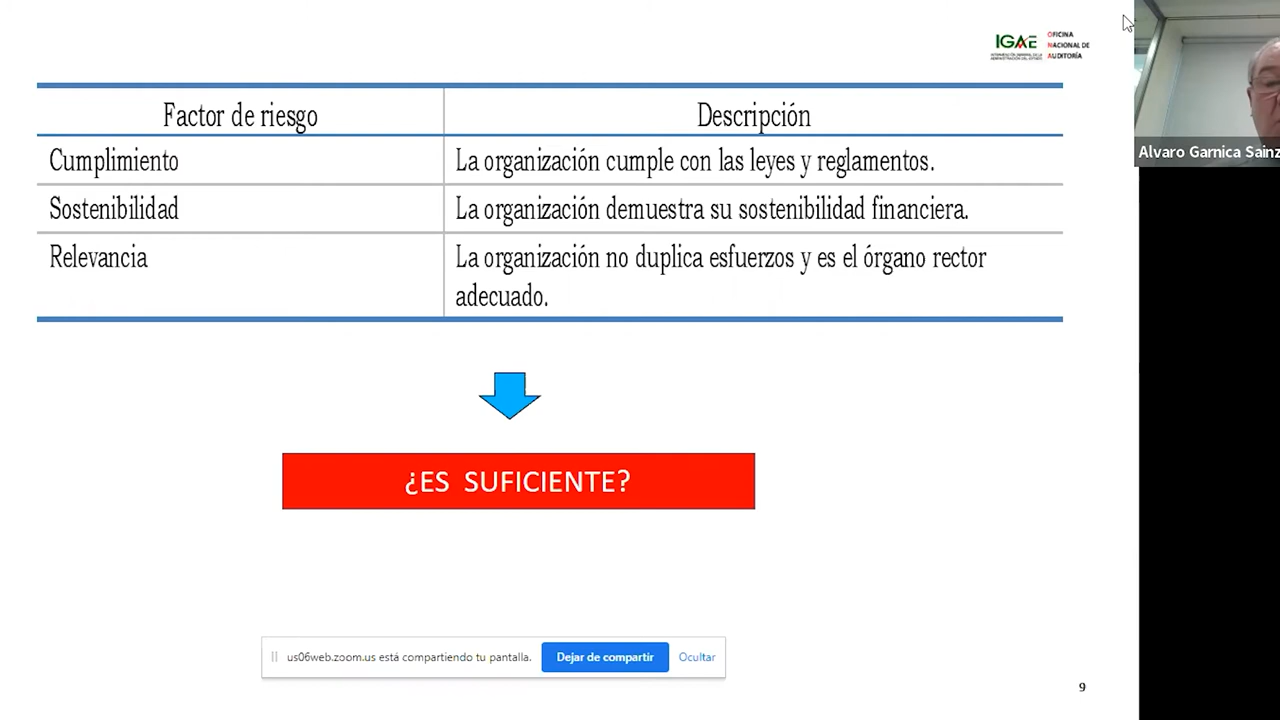 IGAE
OFICINA
NACIONAL DE
AUDITORÍA
Factor de riesgo
Descripción
Cumplimiento
La organización cumple con las leyes y reglamentos.
Sostenibilidad
La organización demuestra su sostenibilidad financiera.
Relevancia
La organización no duplica esfuerzos y es el órgano rector
adecuado.
¿ES SUFICIENTE?
us06web.zoom.us está compartiendo tu pantalla.
Dejar de compartir
Ocultar
9
Alvaro Garnica Sainz